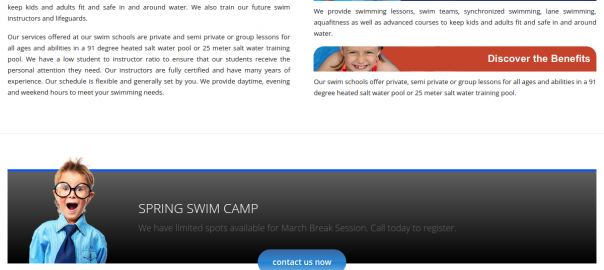 keep kids and adults fit and safe in and around water. We also train our future swim
instructors and lifeguards.
Our services offered at our swim schools are private and semi private or group lessons for
all ages and abilities in a 91 degree heated salt water pool or 25 meter salt water training
pool. We have a low student to instructor ratio to ensure that our students receive the
personal attention they need. Our instructors are fully certified and have many years of
experience. Our schedule is flexible and generally set by you. We provide daytime, evening
and weekend hours to meet your swimming needs.
We provide swimming lessons, swim teams, synchronized swimming, lane swimming,
aquafitness as well as advanced courses to keep kids and adults fit and safe in and around
water.
Discover the Benefits
Our swim schools offer private, semi private or group lessons for all ages and abilities in a 91
degree heated salt water pool or 25 meter salt water training pool.
SPRING SWIM CAMP
We have limited spots available for March Break Session. Call today to register.
contact us now